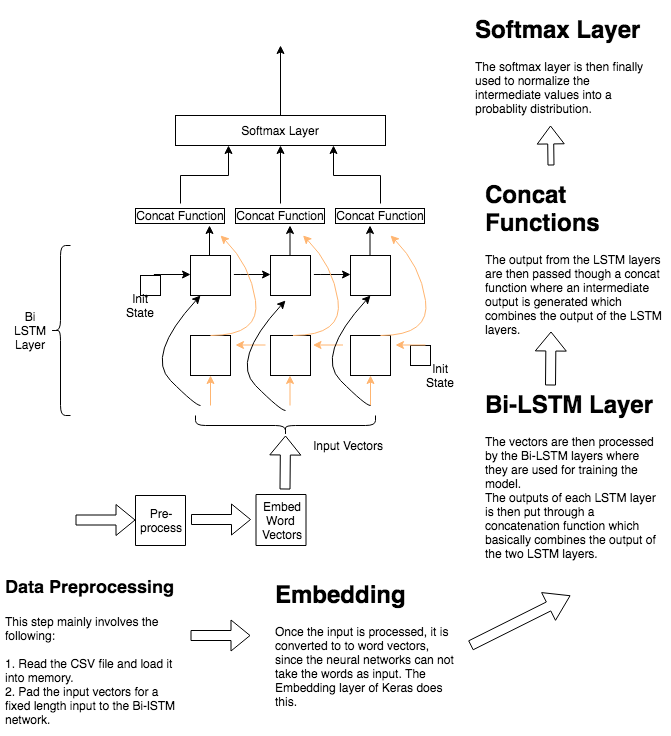 Softmax Layer
The softmax layer is then finally
used to normalize the
intermediate values into a
probablity distribution.
Softmax Layer
Concat
Functions
Concat Function
Concat Function
Concat Function
The output from the LSTM layers
are then passed though a concat
function where an intermediate
output is generated which
combines the output of the LSTM
layers.
Init
State
Bi
LSTM
Layer
Init
State
Bi-LSTM Layer
The vectors are then processed
by the Bi-LSTM layers where
they are used for training the
model.
The outputs of each LSTM layer
is then put through a
concatenation function which
basically combines the output of
the two LSTM layers.
Input Vectors
Pre-
process
Embed
Word
Vectors
Data Preprocessing
This step mainly involves the
following:
1. Read the CSV file and load it
into memory.
2. Pad the input vectors for a
fixed length input to the Bi-lSTM
network.
Embedding
Once the input is processed, it is
converted to to word vectors,
since the neural networks can not
take the words as input. The
Embedding layer of Keras does
this.